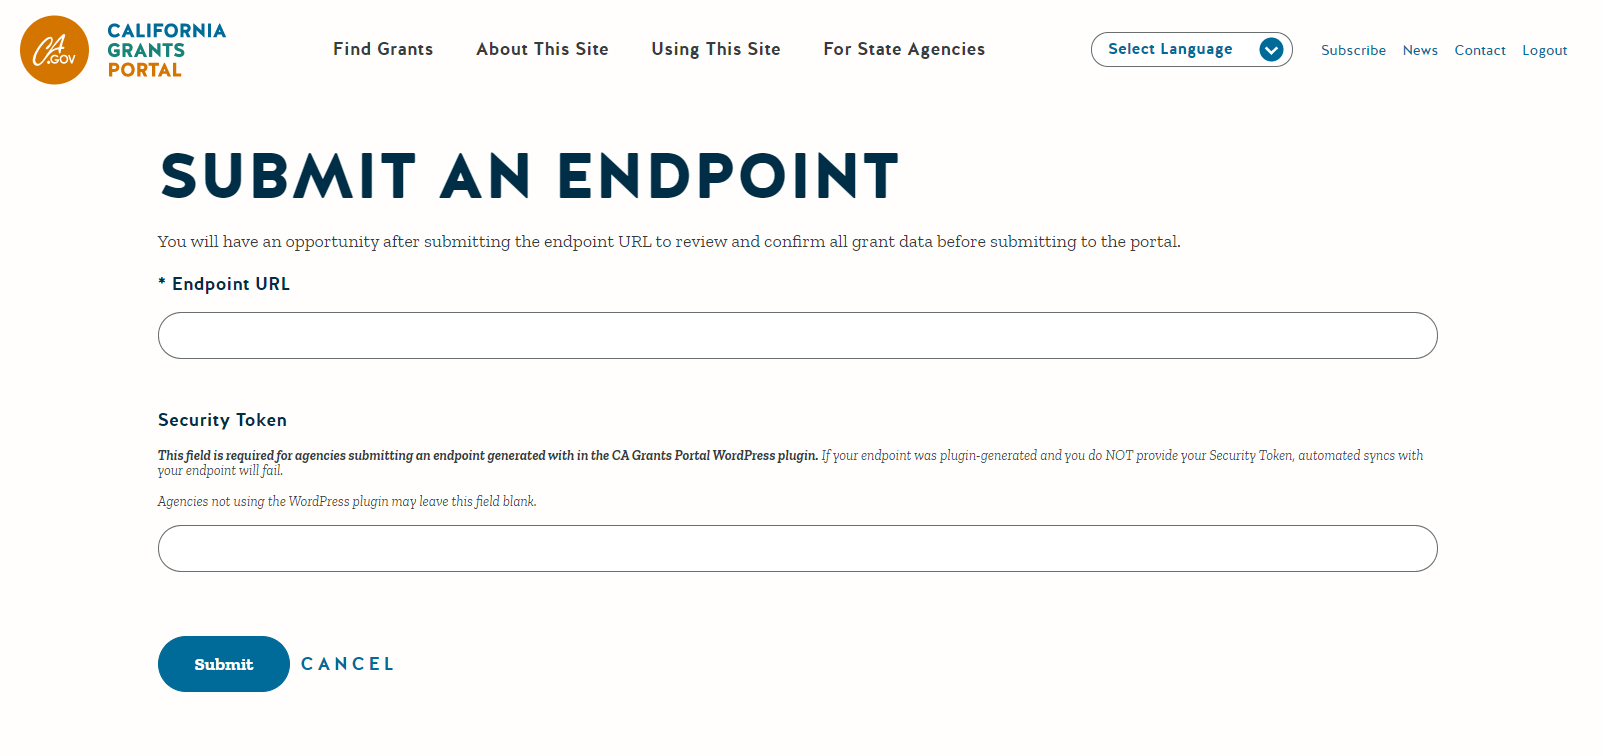 CA
.GOV
CALIFORNIA
GRANTS
PORTAL
Find Grants
About This Site
Using This Site
For State Agencies
Select Language
Subscribe
News
Contact
Logout
SUBMIT AN ENDPOINT
You will have an opportunity after submitting the endpoint URL to review and confirm all grant data before submitting to the portal.
* Endpoint URL
Security Token
This field is required for agencies submitting an endpoint generated with in the CA Grants Portal WordPress plugin. If your endpoint was plugin-generated and you do NOT provide your Security Token, automated syncs with
your endpoint will fail.
Agencies not using the WordPress plugin may leave this field blank.
Submit
CANCEL